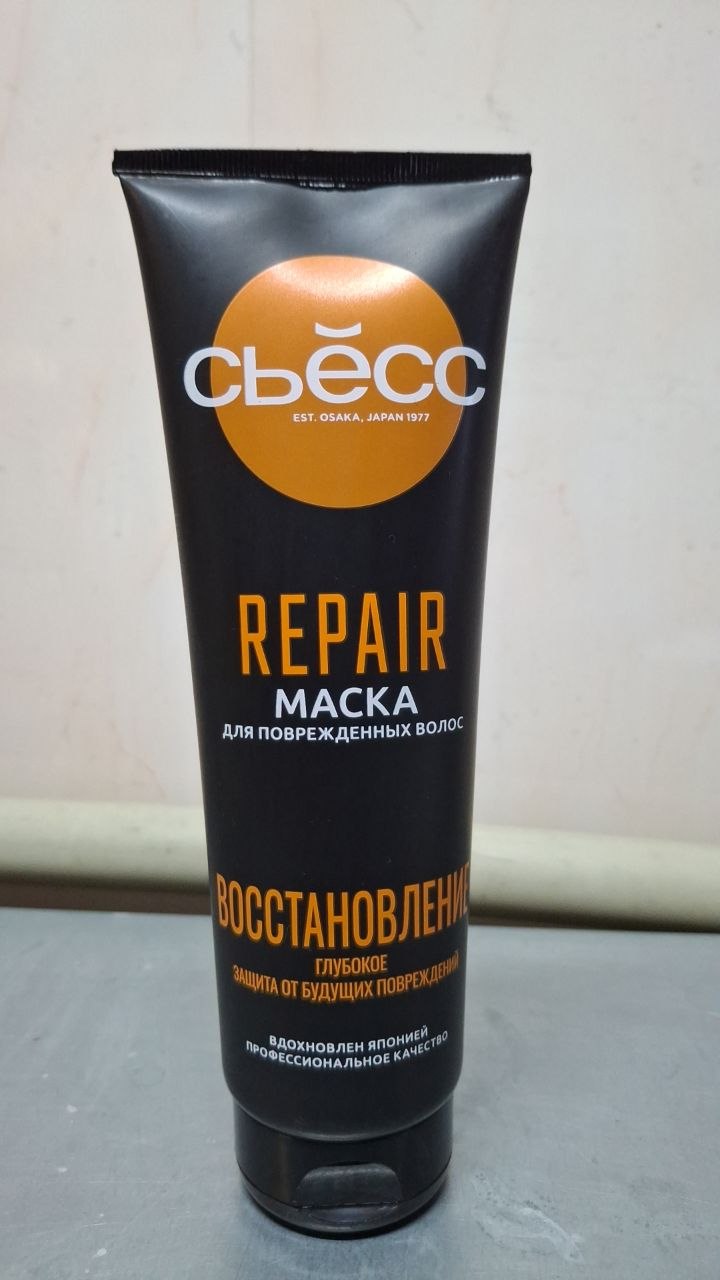 сьĕсс
EST. OSAKA, JAPAN 1977
REPAIR
МАСКА
ДЛЯ ПОВРЕЖДЕННЫХ ВОЛОС
ВОССТАНОВЛЕНИЕ
ГЛУБОКОЕ
ЗАЩИТА ОТ БУДУЩИХ ПОВРЕЖДЕНИЙ
ВДОХНОВЛЕН ЯПОНИЕЙ
ПРОФЕССИОНАЛЬНОЕ КАЧЕСТВО